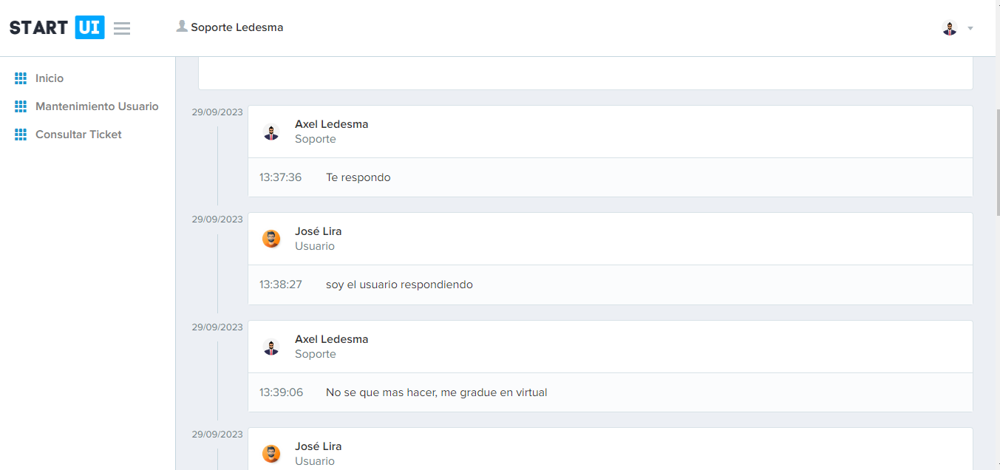 START UI
Soporte Ledesma
Inicio
Mantenimiento Usuario
Consultar Ticket
29/09/2023
Axel Ledesma
Soporte
13:37:36 Te respondo
29/09/2023
José Lira
Usuario
13:38:27 soy el usuario respondiendo
29/09/2023
Axel Ledesma
Soporte
13:39:06 No se que mas hacer, me gradue en virtual
29/09/2023
José Lira
Usuario